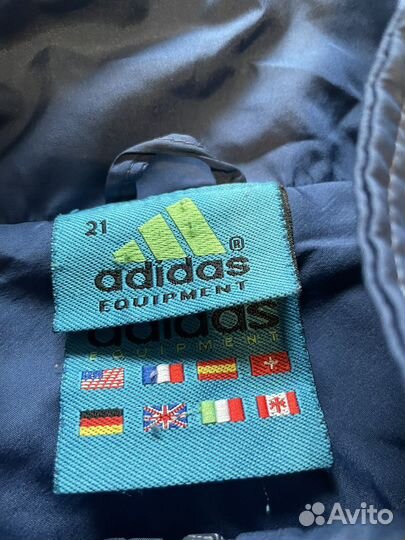 21
adidas ®
EQUIPMENT
adidas
EQUIPMENT
Avito